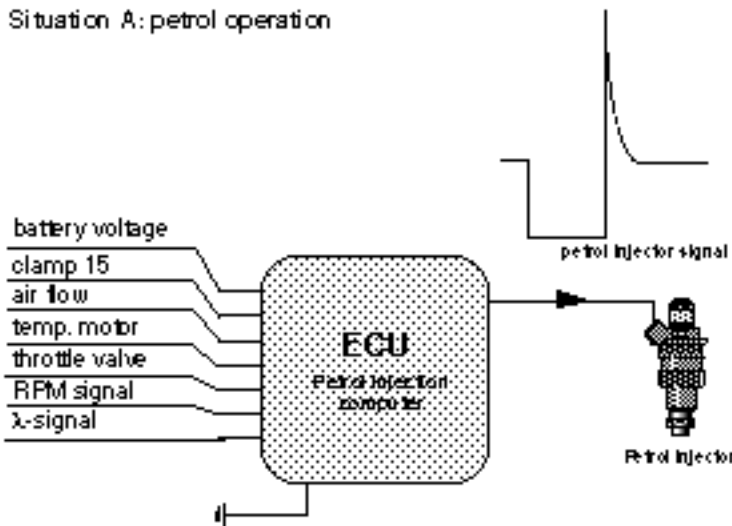 Situation A: petrol operation
petrol injector signal
battery voltage
clamp 15
air flow
temp. motor
throttle valve
RPM signal
λ-signal
ECU
Petrol Injection
computer
Petrol Injector